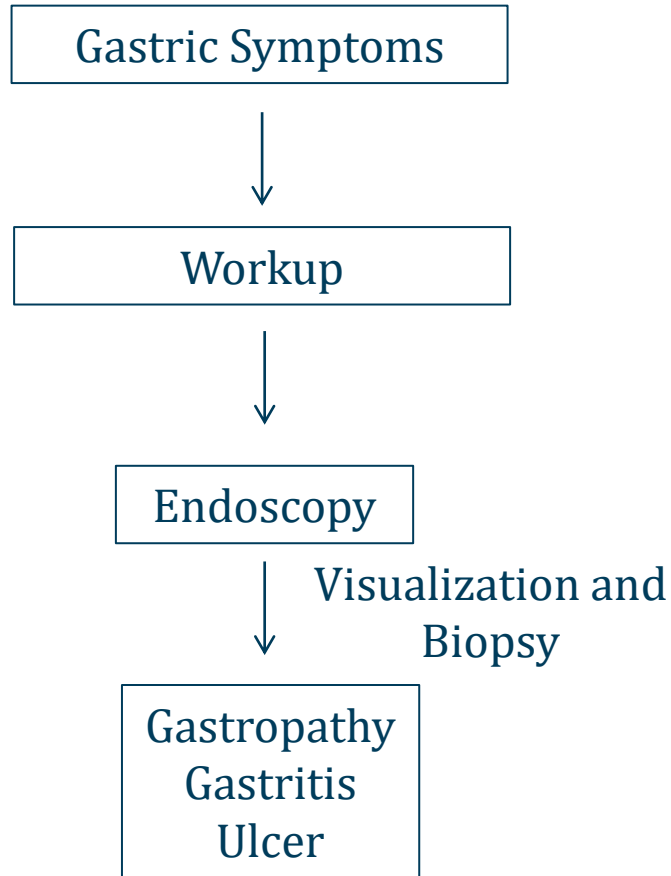 Gastric Symptoms
Workup
Endoscopy
Visualization and
Biopsy
Gastropathy
Gastritis
Ulcer